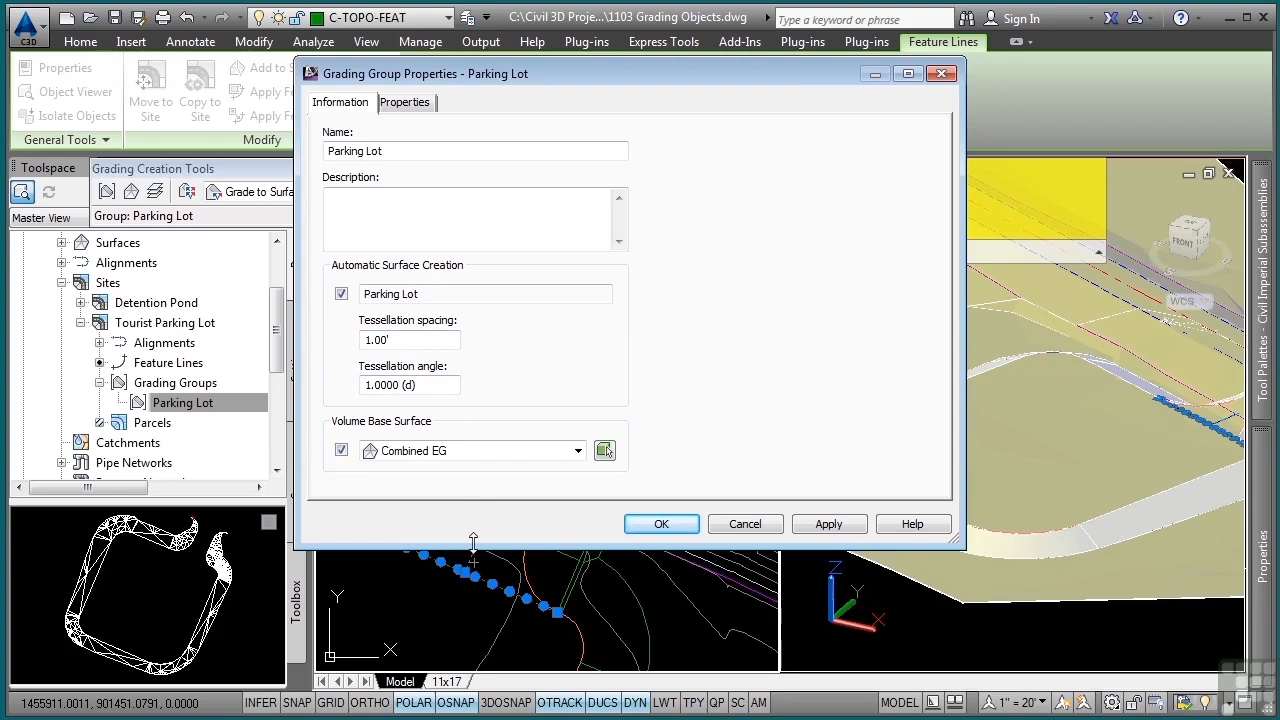 C-TOPO-FEAT
C:\Civil 3D Proje...\1103 Grading Objects.dwg
Type a keyword or phrase
Sign In
C3D
Home Insert Annotate Modify Analyze View Manage Output Help Plug-ins Express Tools Add-Ins Plug-ins Plug-ins Feature Lines
Properties
Object Viewer
Isolate Objects
Move to Site
Copy to Site
Add to S
Apply F
Apply Fe
General Tools
Modify
Grading Group Properties - Parking Lot
Information
Properties
Name:
Parking Lot
Description:
Automatic Surface Creation
Parking Lot
Tessellation spacing:
1.00'
Tessellation angle:
1.0000 (d)
Volume Base Surface
Combined EG
OK
Cancel
Apply
Help
Toolspace
Grading Creation Tools
Grade to Surfa
Master View
Group: Parking Lot
Surfaces
Alignments
Sites
Detention Pond
Tourist Parking Lot
Alignments
Feature Lines
Grading Groups
Parking Lot
Parcels
Catchments
Pipe Networks
Toolbox
FRONT
WCS
Tool Palettes - Civil Imperial Subassemblies
Properties
Y
X
Z
Y
X
Model
11x17
1455911.0011, 901451.0791, 0.0000
INFER SNAP GRID ORTHO POLAR OSNAP 3DOSNAP OTRACK DUCS DYN LWT TPY QP SC AM
MODEL
1" = 20'